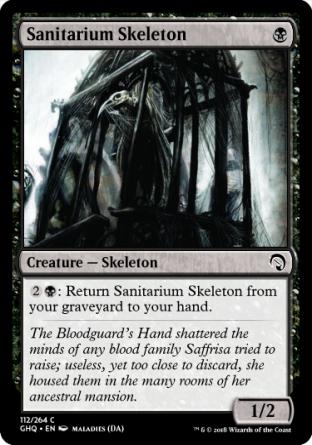 Sanitarium Skeleton
Creature — Skeleton
2 : Return Sanitarium Skeleton from
your graveyard to your hand.
The Bloodguard's Hand shattered the
minds of any blood family Saffrisa tried to
raise; useless, yet too close to discard, she
housed them in the many rooms of her
ancestral mansion.
1/2
112/264 C
GHQ • EN MALADIES (DA)
™ & © 2018 Wizards of the Coast